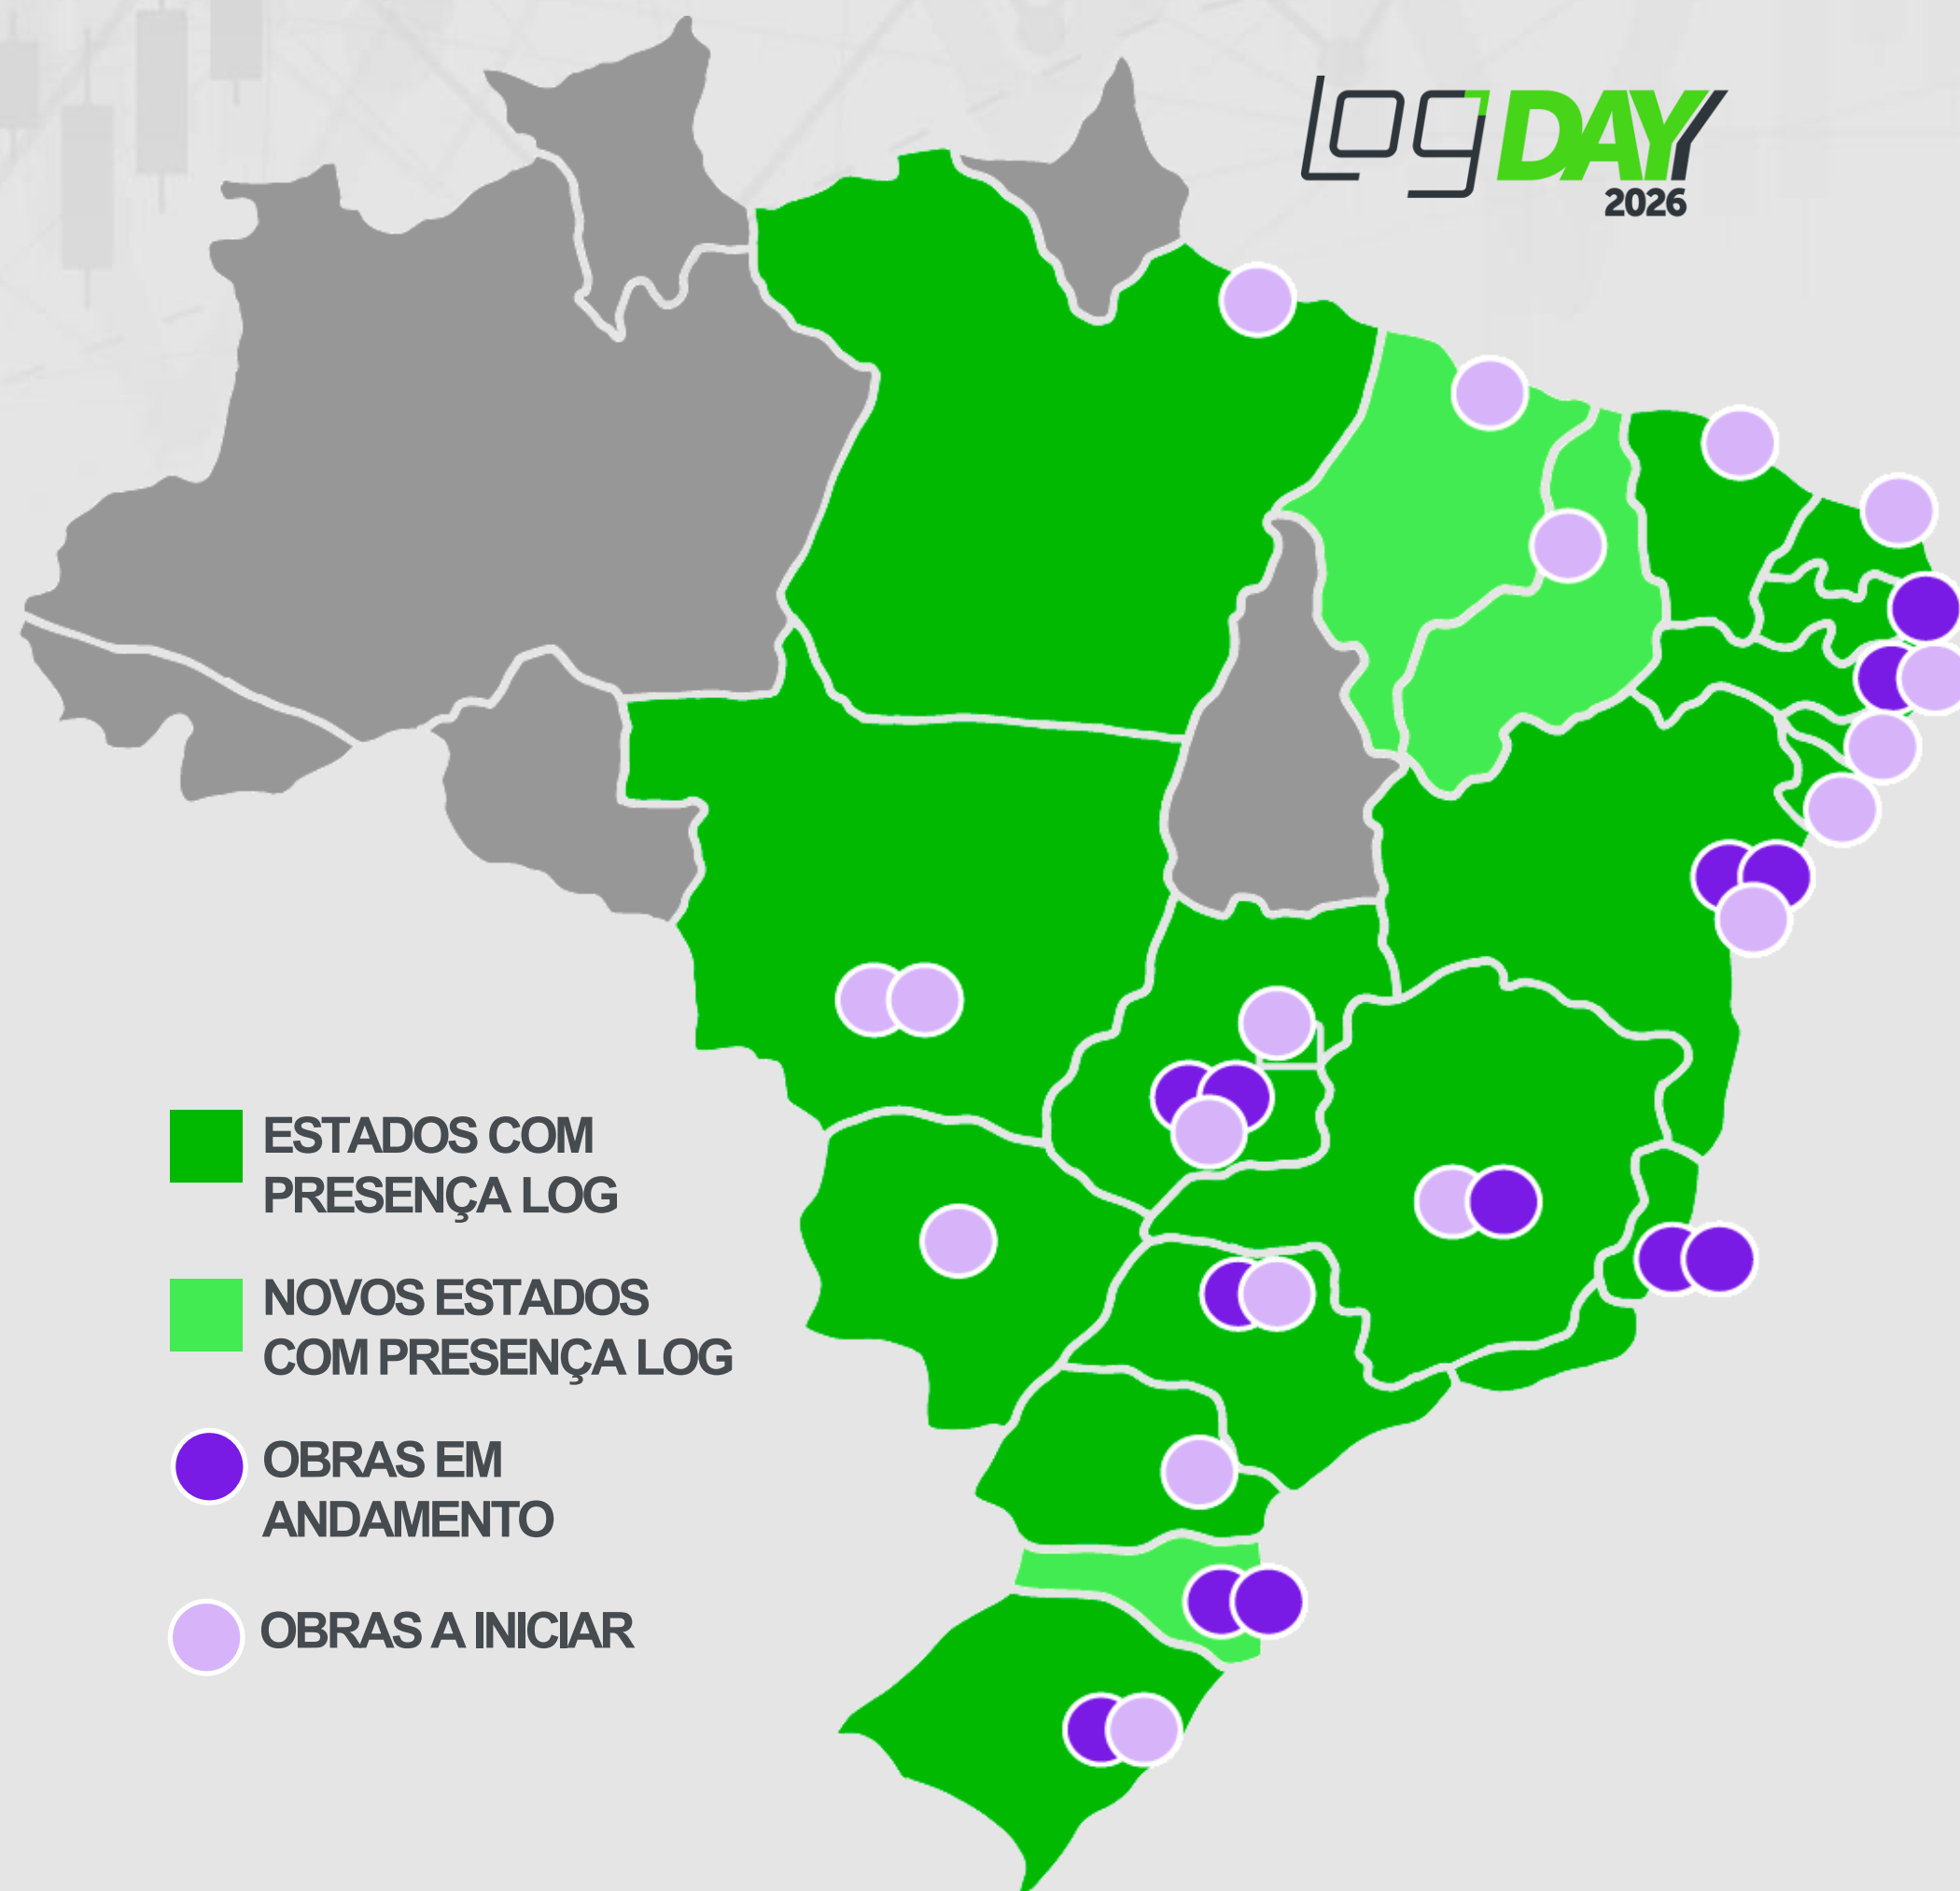 log DAY
2026
ESTADOS COM
PRESENÇA LOG
NOVOS ESTADOS
COM PRESENÇA LOG
OBRAS EM
ANDAMENTO
OBRAS A INICIAR